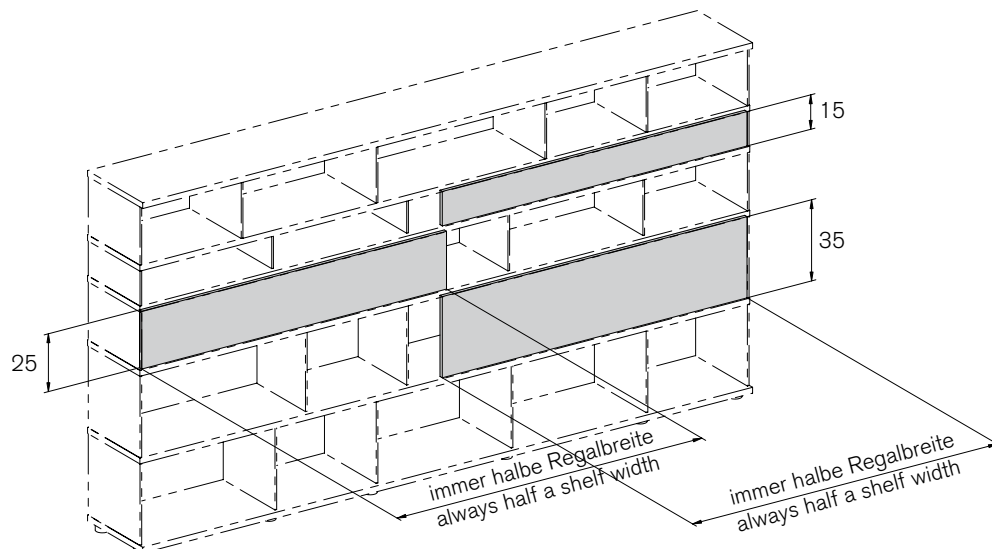 15
35
25
immer halbe Regalbreite
always half a shelf width
immer halbe Regalbreite
always half a shelf width